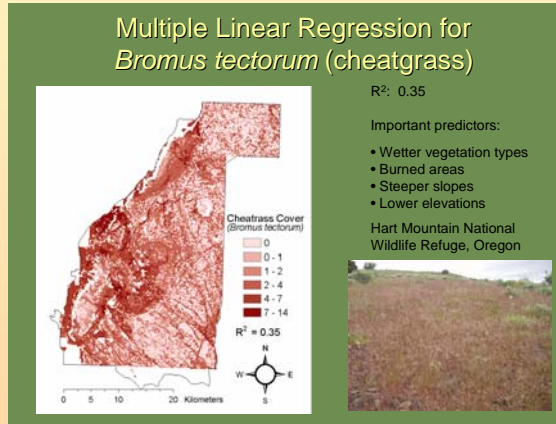 Multiple Linear Regression for
Bromus tectorum (cheatgrass)
R²: 0.35
Important predictors:
• Wetter vegetation types
• Burned areas
• Steeper slopes
• Lower elevations
Hart Mountain National
Wildlife Refuge, Oregon
Cheatrass Cover
(Bromus tectorum)
0
0 - 1
1 - 2
2 - 4
4 - 7
7 - 14
R² = 0.35
N
W E
S
0 5 10 20 Kilometers